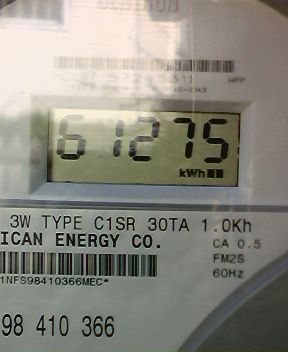 61275
kWh
3W TYPE C1SR 30TA 1.0Kh
ICAN ENERGY CO.
CA 0.5
FM2S
60Hz
1NFS98410366MEC*
98 410 366